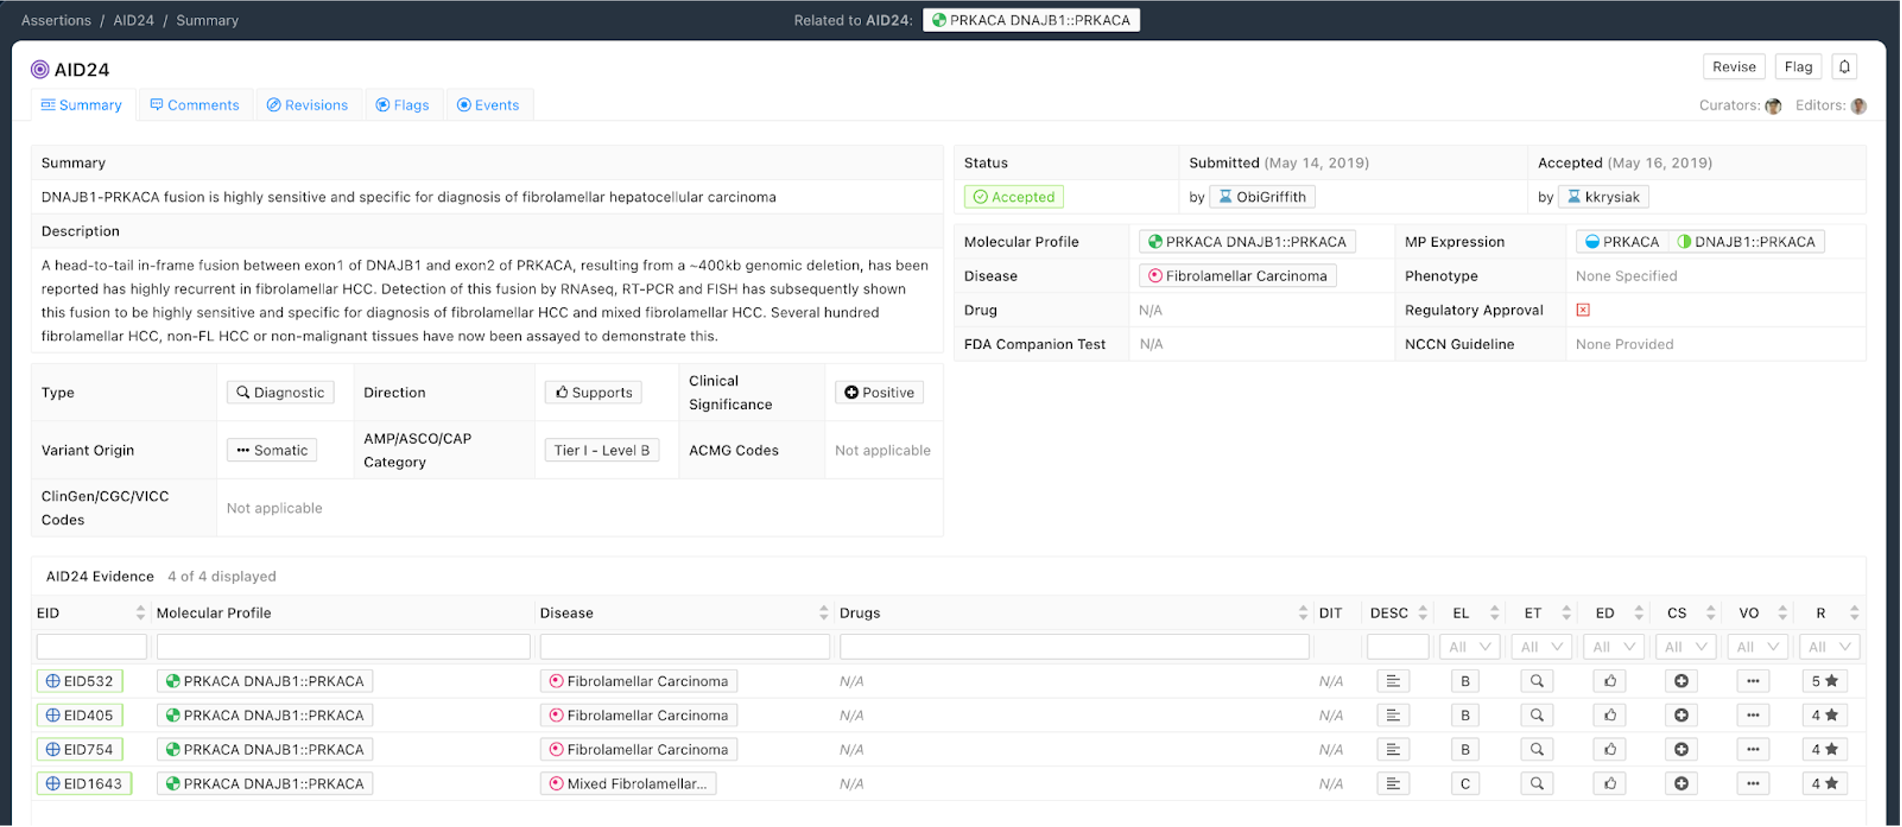 Assertions / AID24 / Summary
Related to AID24: PRKACA DNAJB1::PRKACA
AID24
Revise Flag
Summary Comments Revisions Flags Events
Curators: Editors:
Summary
DNAJB1-PRKACA fusion is highly sensitive and specific for diagnosis of fibrolamellar hepatocellular carcinoma
Description
A head-to-tail in-frame fusion between exon1 of DNAJB1 and exon2 of PRKACA, resulting from a ~400kb genomic deletion, has been
reported has highly recurrent in fibrolamellar HCC. Detection of this fusion by RNAseq, RT-PCR and FISH has subsequently shown
this fusion to be highly sensitive and specific for diagnosis of fibrolamellar HCC and mixed fibrolamellar HCC. Several hundred
fibrolamellar HCC, non-FL HCC or non-malignant tissues have now been assayed to demonstrate this.
Type Diagnostic Direction Supports Clinical
Significance Positive
Variant Origin Somatic AMP/ASCO/CAP
Category Tier I - Level B ACMG Codes Not applicable
ClinGen/CGC/VICC
Codes Not applicable
Status Submitted (May 14, 2019) Accepted (May 16, 2019)
Accepted by ObiGriffith by kkrysiak
Molecular Profile PRKACA DNAJB1::PRKACA MP Expression PRKACA DNAJB1::PRKACA
Disease Fibrolamellar Carcinoma Phenotype None Specified
Drug N/A Regulatory Approval
FDA Companion Test N/A NCCN Guideline None Provided
AID24 Evidence 4 of 4 displayed
EID Molecular Profile Disease Drugs DIT DESC EL ET ED CS VO R
All All All All All All
EID532 PRKACA DNAJB1::PRKACA Fibrolamellar Carcinoma N/A N/A B 5
EID405 PRKACA DNAJB1::PRKACA Fibrolamellar Carcinoma N/A N/A B 4
EID754 PRKACA DNAJB1::PRKACA Fibrolamellar Carcinoma N/A N/A B 4
EID1643 PRKACA DNAJB1::PRKACA Mixed Fibrolamellar... N/A N/A C 4